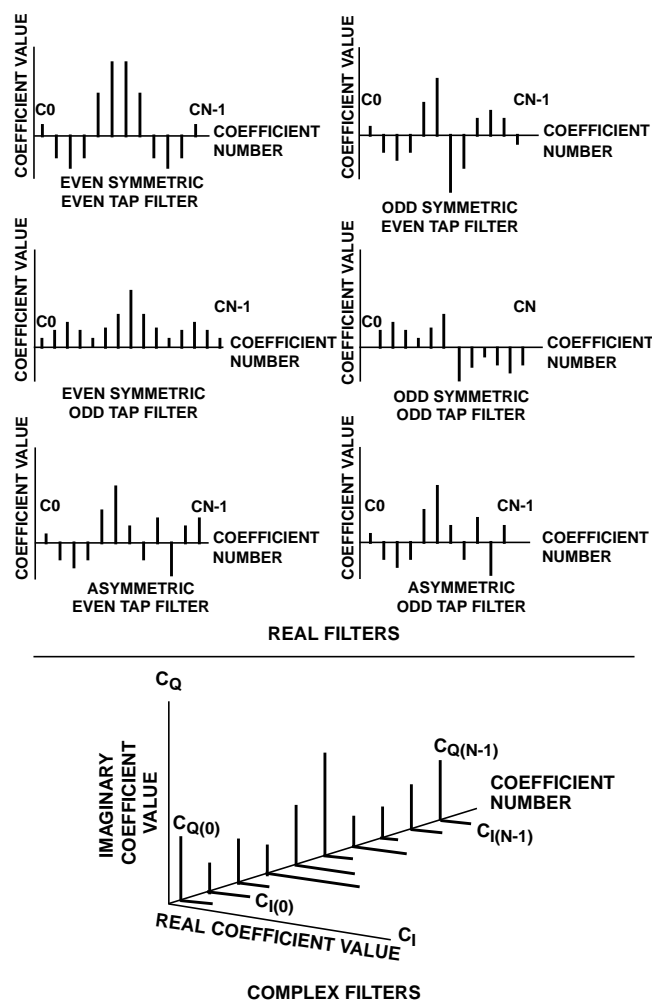 COEFFICIENT VALUE
C0
CN-1
COEFFICIENT
NUMBER
EVEN SYMMETRIC
EVEN TAP FILTER
COEFFICIENT VALUE
C0
CN-1
COEFFICIENT
NUMBER
ODD SYMMETRIC
EVEN TAP FILTER
COEFFICIENT VALUE
C0
CN-1
COEFFICIENT
NUMBER
EVEN SYMMETRIC
ODD TAP FILTER
COEFFICIENT VALUE
C0
CN
COEFFICIENT
NUMBER
ODD SYMMETRIC
ODD TAP FILTER
COEFFICIENT VALUE
C0
CN-1
COEFFICIENT
NUMBER
ASYMMETRIC
EVEN TAP FILTER
COEFFICIENT VALUE
C0
CN-1
COEFFICIENT
NUMBER
ASYMMETRIC
ODD TAP FILTER
REAL FILTERS
CQ
IMAGINARY
COEFFICIENT
VALUE
CQ(0)
CQ(N-1)
COEFFICIENT
NUMBER
CI(N-1)
CI(0)
REAL COEFFICIENT VALUE
CI
COMPLEX FILTERS